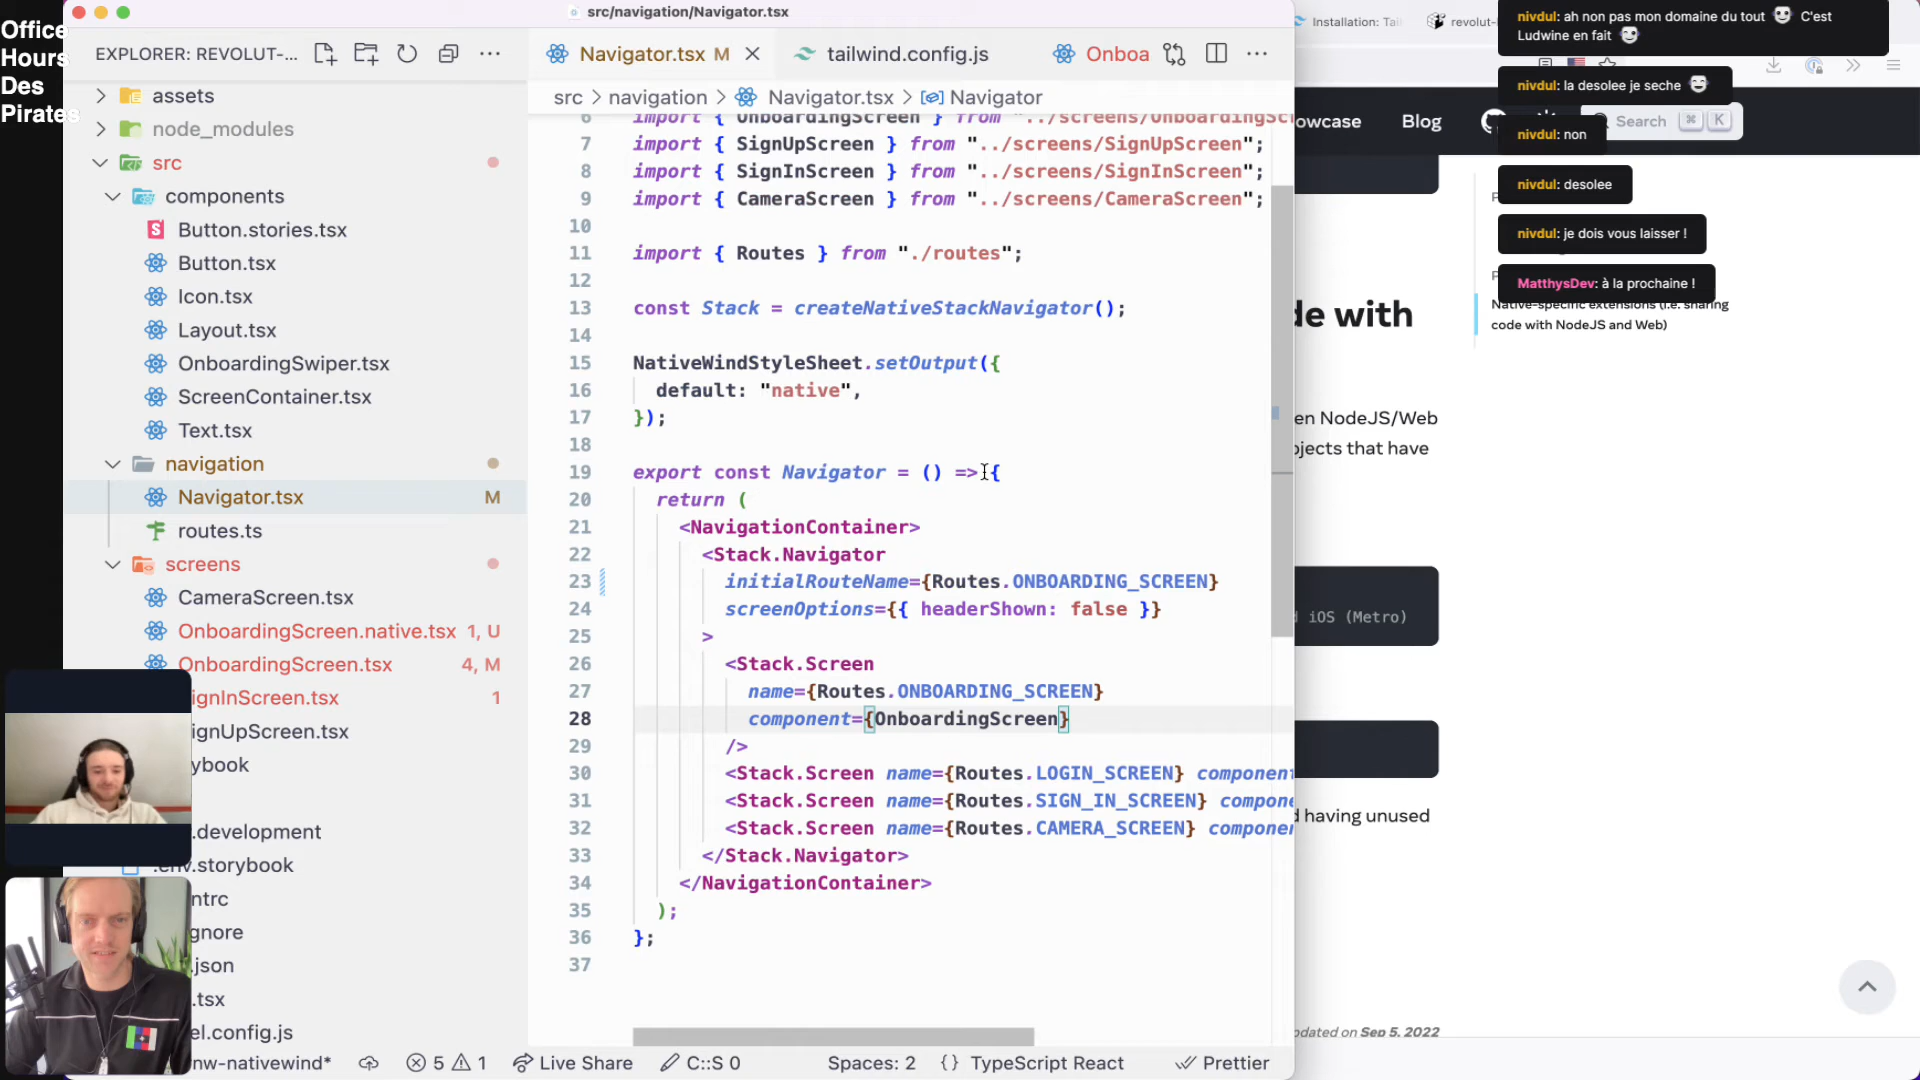 Office
Hours
Des
Pirates
src/navigation/Navigator.tsx
EXPLORER: REVOLUT-...
assets
node_modules
src
components
Button.stories.tsx
Button.tsx
Icon.tsx
Layout.tsx
OnboardingSwiper.tsx
ScreenContainer.tsx
Text.tsx
navigation
Navigator.tsx M
routes.ts
screens
CameraScreen.tsx
OnboardingScreen.native.tsx 1, U
OnboardingScreen.tsx 4, M
ignInScreen.tsx 1
ignUpScreen.tsx
ybook
.development
.env.storybook
ntrc
gnore
.json
.tsx
el.config.js
Navigator.tsx M
tailwind.config.js
Onboa
src > navigation > Navigator.tsx > Navigator
6 import { OnboardingScreen } from "../screens/OnboardingSc
7 import { SignUpScreen } from "../screens/SignUpScreen";
8 import { SignInScreen } from "../screens/SignInScreen";
9 import { CameraScreen } from "../screens/CameraScreen";
10
11 import { Routes } from "./routes";
12
13 const Stack = createNativeStackNavigator();
14
15 NativeWindStyleSheet.setOutput({
16 default: "native",
17 });
18
19 export const Navigator = () => {
20 return (
21 <NavigationContainer>
22 <Stack.Navigator
23 initialRouteName={Routes.ONBOARDING_SCREEN}
24 screenOptions={{ headerShown: false }}
25 >
26 <Stack.Screen
27 name={Routes.ONBOARDING_SCREEN}
28 component={OnboardingScreen}
29 />
30 <Stack.Screen name={Routes.LOGIN_SCREEN} component
31 <Stack.Screen name={Routes.SIGN_IN_SCREEN} compone
32 <Stack.Screen name={Routes.CAMERA_SCREEN} componen
33 </Stack.Navigator>
34 </NavigationContainer>
35 );
36 };
37
nw-nativewind* 5 1 Live Share C::S 0 Spaces: 2 {} TypeScript React Prettier
Installation: Tai
revolut-
nivdul: ah non pas mon domaine du tout C'est
Ludwine en fait
nivdul: la desolee je seche
nivdul: non
nivdul: desolee
nivdul: je dois vous laisser !
MatthysDev: à la prochaine !
owcase Blog Search ⌘ K
Native-specific extensions (i.e. sharing
code with NodeJS and Web)
de with
en NodeJS/Web
ojects that have
d iOS (Metro)
d having unused
dated on Sep 5, 2022